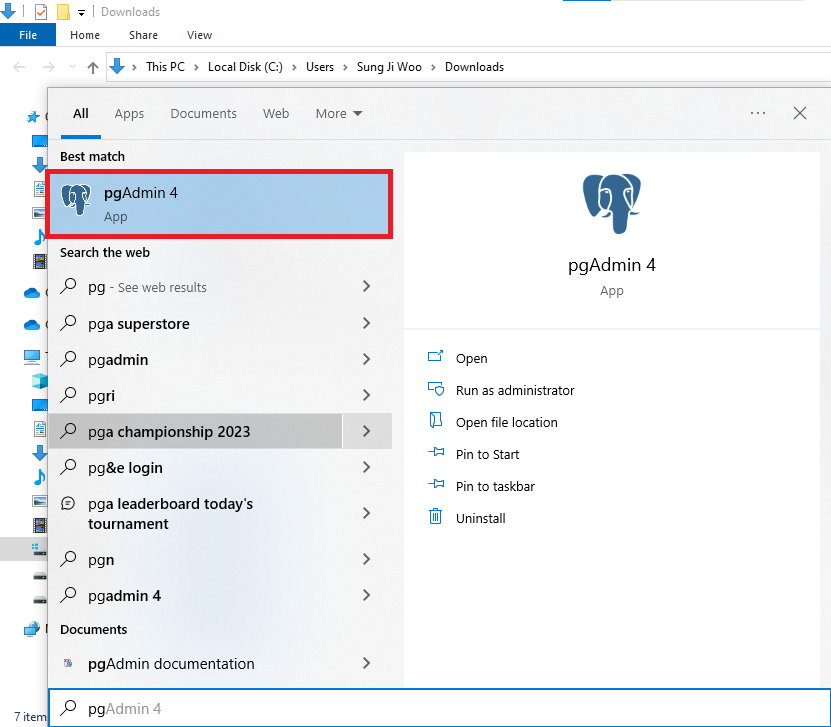 Downloads
File Home Share View
This PC > Local Disk (C:) > Users > Sung Ji Woo > Downloads
All Apps Documents Web More
Best match
pgAdmin 4
App
Search the web
pg - See web results
pga superstore
pgadmin
pgri
pga championship 2023
pg&e login
pga leaderboard today's
tournament
pgn
pgadmin 4
Documents
pgAdmin documentation
pgAdmin 4
pgAdmin 4
App
Open
Run as administrator
Open file location
Pin to Start
Pin to taskbar
Uninstall
7 item